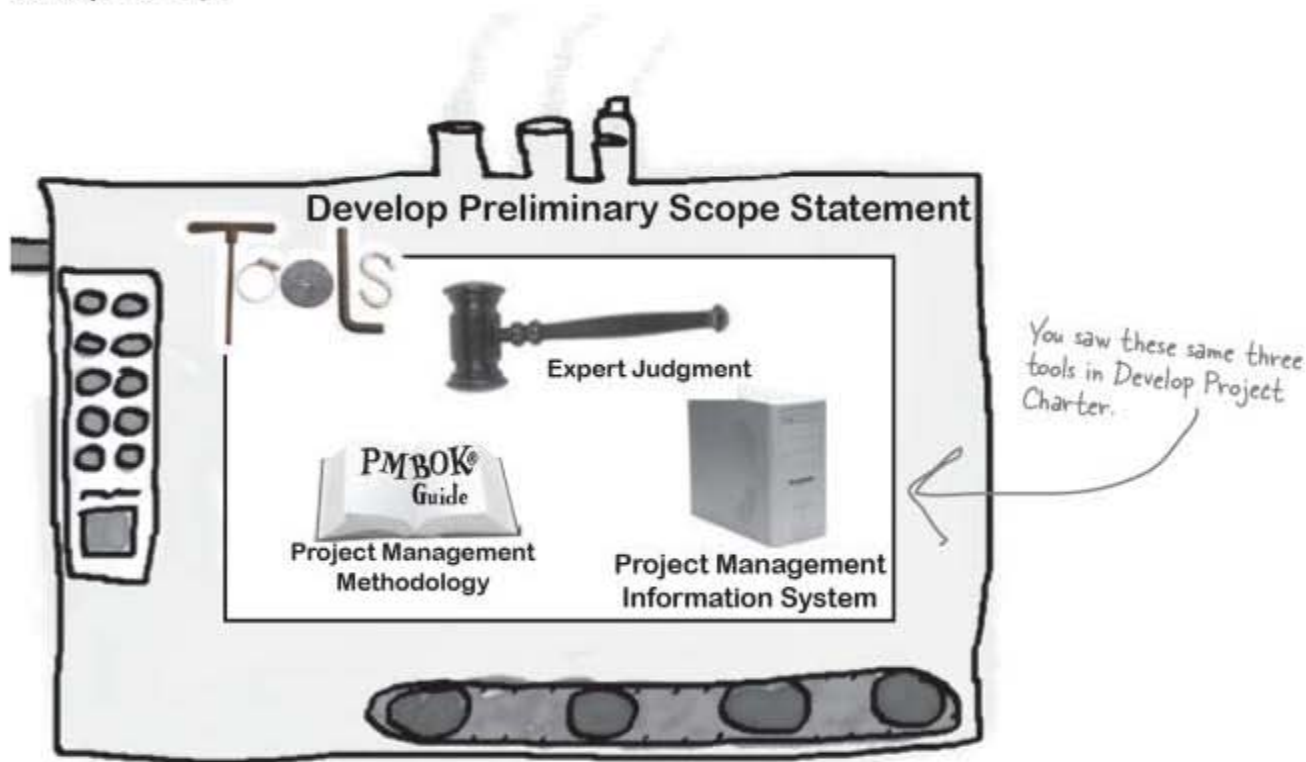 Develop Preliminary Scope Statement
Tools
Expert Judgment
PMBOK®
Guide
Project Management
Methodology
Project Management
Information System
You saw these same three
tools in Develop Project
Charter.